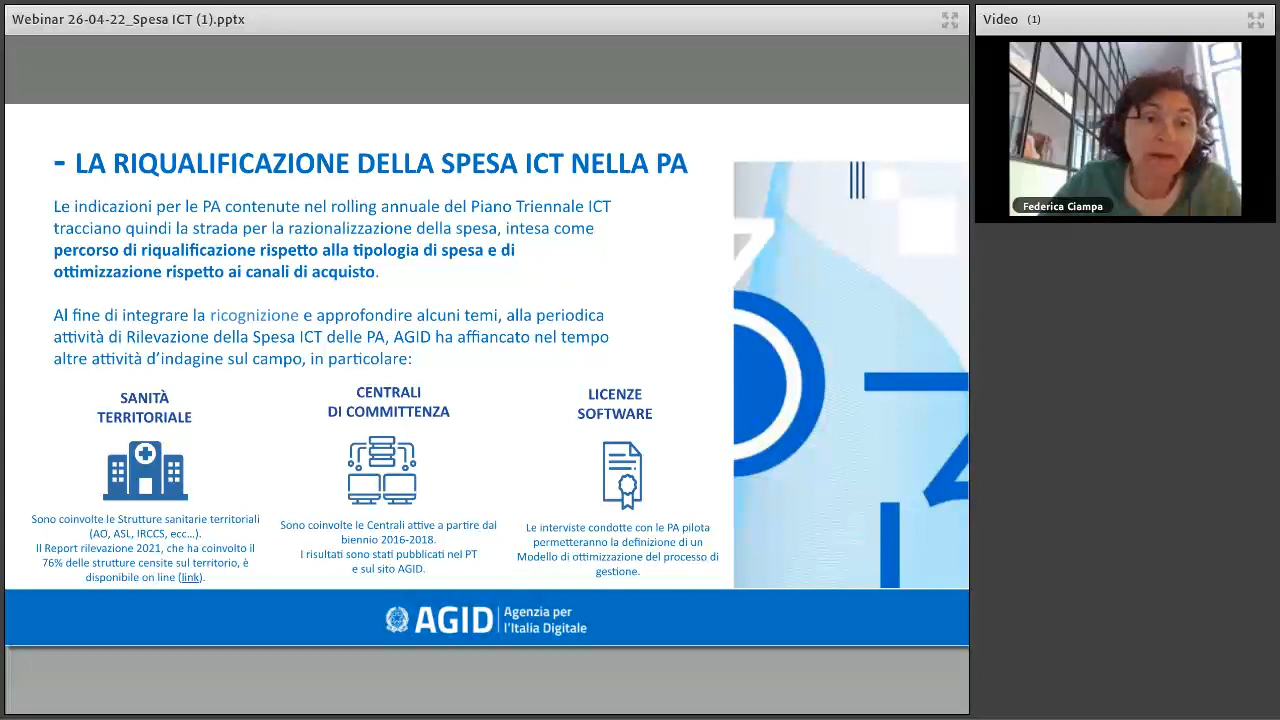 Webinar 26-04-22_Spesa ICT (1).pptx
Video (1)
Federica Ciampa
- LA RIQUALIFICAZIONE DELLA SPESA ICT NELLA PA
Le indicazioni per le PA contenute nel rolling annuale del Piano Triennale ICT
tracciano quindi la strada per la razionalizzazione della spesa, intesa come
percorso di riqualificazione rispetto alla tipologia di spesa e di
ottimizzazione rispetto ai canali di acquisto.
Al fine di integrare la ricognizione e approfondire alcuni temi, alla periodica
attività di Rilevazione della Spesa ICT delle PA, AGID ha affiancato nel tempo
altre attività d’indagine sul campo, in particolare:
SANITÀ
TERRITORIALE
Sono coinvolte le Strutture sanitarie territoriali
(AO, ASL, IRCCS, ecc...).
Il Report rilevazione 2021, che ha coinvolto il
76% delle strutture censite sul territorio, è
disponibile on line (link).
CENTRALI
DI COMMITTENZA
Sono coinvolte le Centrali attive a partire dal
biennio 2016-2018.
I risultati sono stati pubblicati nel PT
e sul sito AGID.
LICENZE
SOFTWARE
Le interviste condotte con le PA pilota
permetteranno la definizione di un
Modello di ottimizzazione del processo di
gestione.
AGID
Agenzia per
l'Italia Digitale